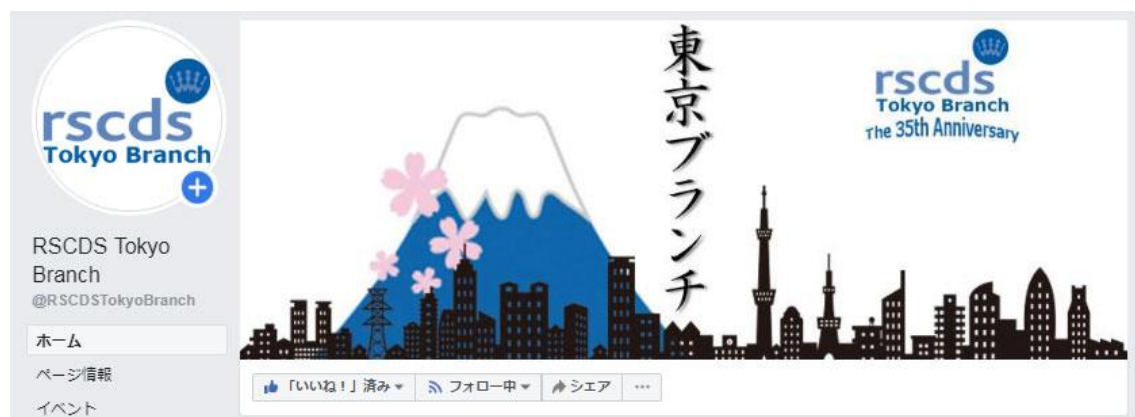 rscds
Tokyo Branch
RSCDS Tokyo
Branch
@RSCDSTokyoBranch
ホーム
ページ情報
イベント
東京ブランチ
rscds
Tokyo Branch
The 35th Anniversary
「いいね！」済み
フォロー中
シェア